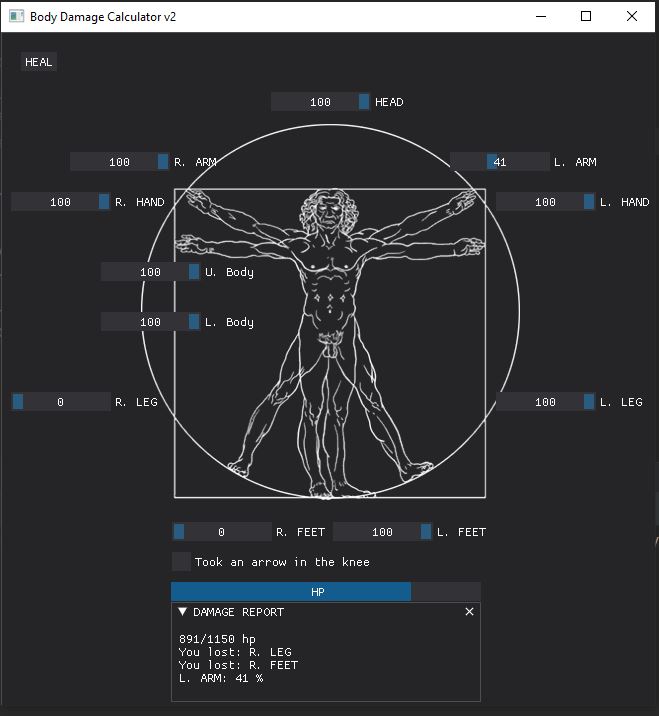 Body Damage Calculator v2
HEAL
100 HEAD
100 R. ARM
41 L. ARM
100 R. HAND
100 L. HAND
100 U. Body
100 L. Body
0 R. LEG
100 L. LEG
0 R. FEET 100 L. FEET
Took an arrow in the knee
HP
DAMAGE REPORT
891/1150 hp
You lost: R. LEG
You lost: R. FEET
L. ARM: 41 %